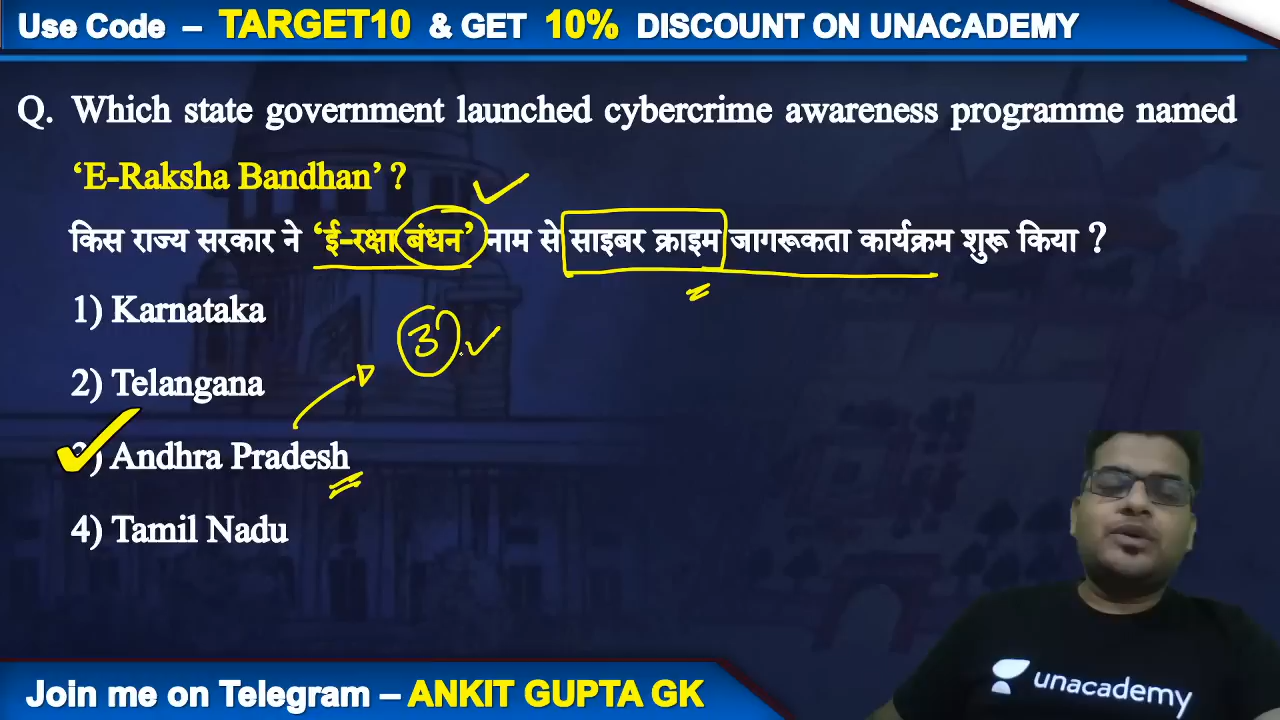 Use Code – TARGET10 & GET 10% DISCOUNT ON UNACADEMY
Q. Which state government launched cybercrime awareness programme named
‘E-Raksha Bandhan’ ?
किस राज्य सरकार ने ‘ई-रक्षा बंधन’ नाम से साइबर क्राइम जागरूकता कार्यक्रम शुरू किया ?
1) Karnataka
2) Telangana
3) Andhra Pradesh
4) Tamil Nadu
unacademy
Join me on Telegram – ANKIT GUPTA GK